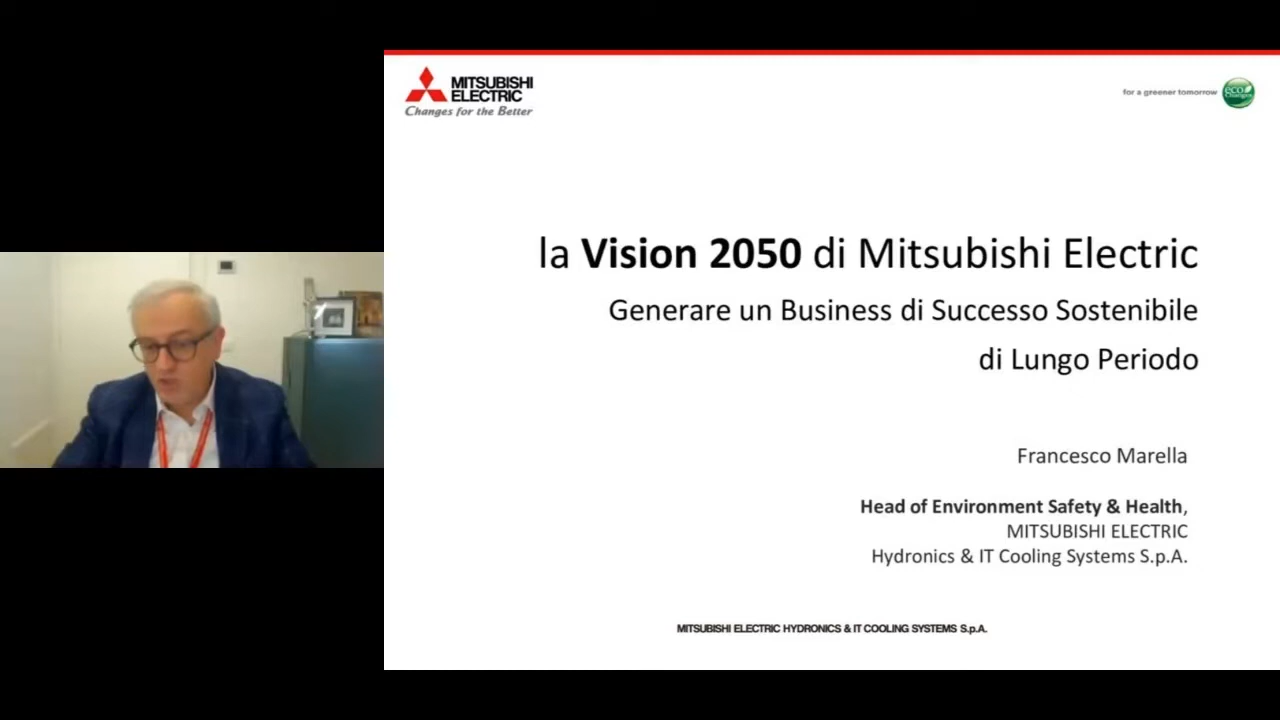 MITSUBISHI
ELECTRIC
Changes for the Better
for a greener tomorrow
eco
changes
la Vision 2050 di Mitsubishi Electric
Generare un Business di Successo Sostenibile
di Lungo Periodo
Francesco Marella
Head of Environment Safety & Health,
MITSUBISHI ELECTRIC
Hydronics & IT Cooling Systems S.p.A.
MITSUBISHI ELECTRIC HYDRONICS & IT COOLING SYSTEMS S.p.A.